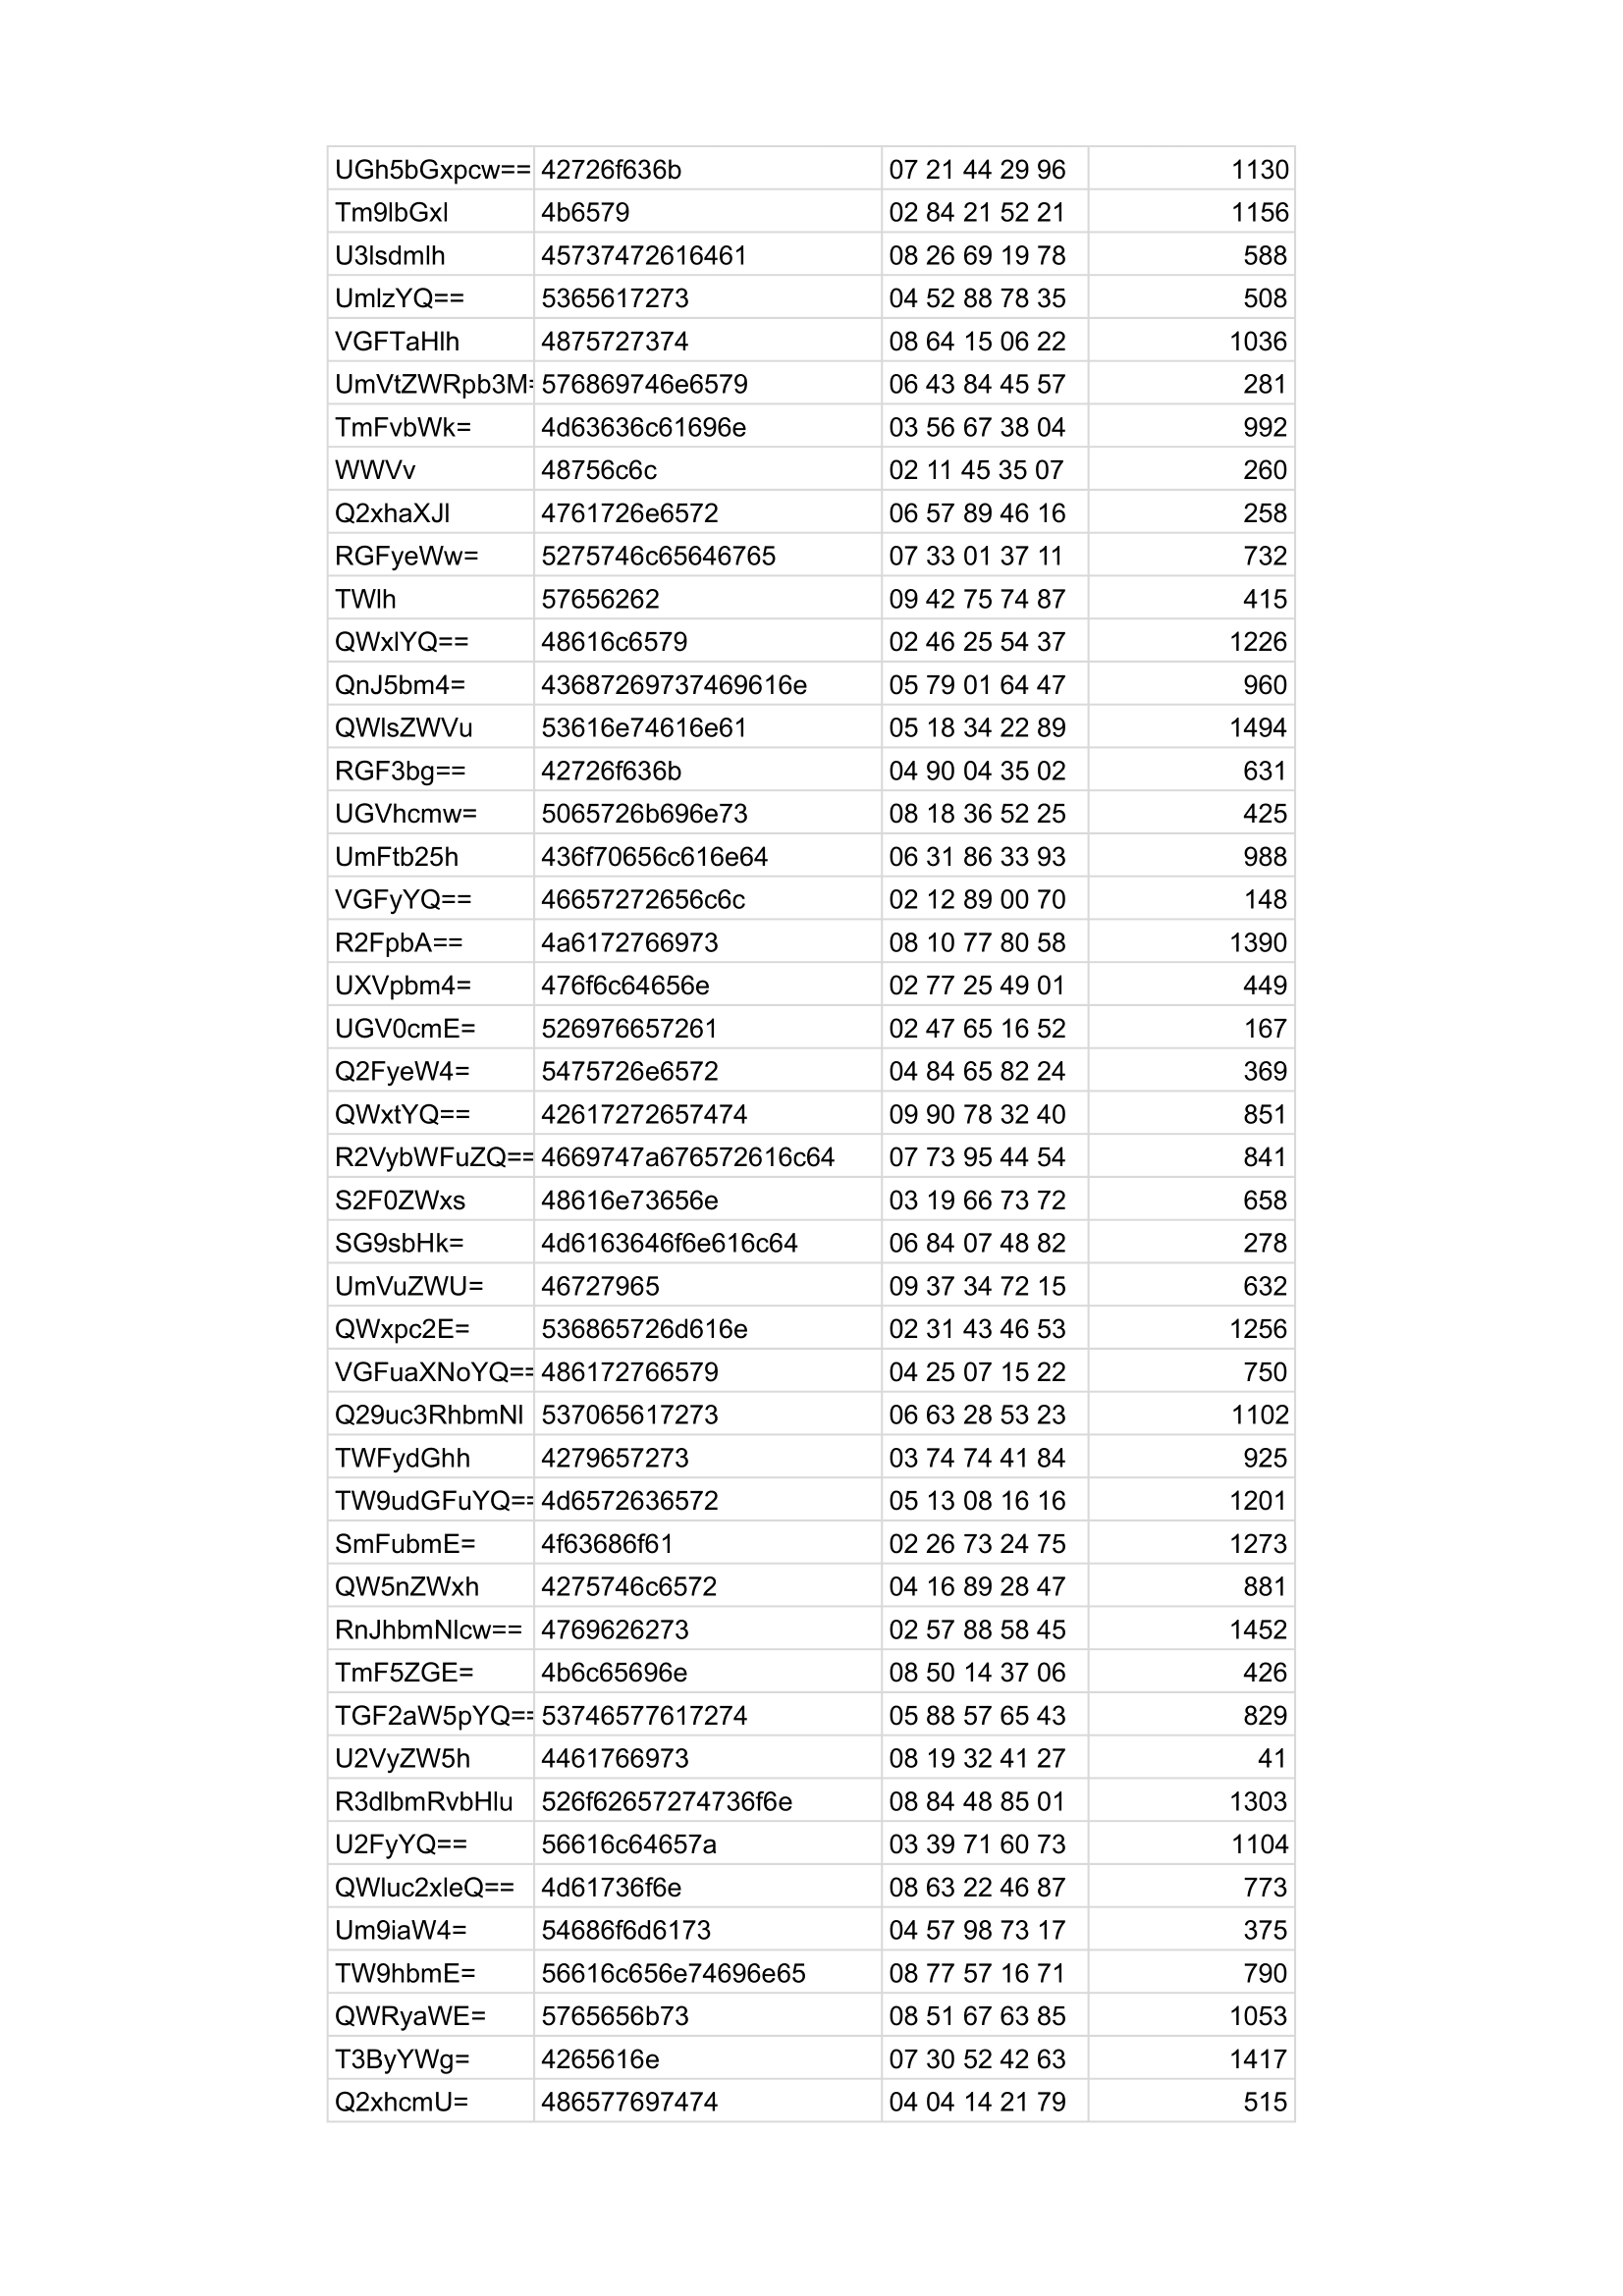 UGh5bGxpcw== 42726f636b 07 21 44 29 96 1130
Tm9lbGxl 4b6579 02 84 21 52 21 1156
U3lsdmlh 45737472616461 08 26 69 19 78 588
UmlzYQ== 5365617273 04 52 88 78 35 508
VGFTaHlh 4875727374 08 64 15 06 22 1036
UmVtZWRpb3M= 576869746e6579 06 43 84 45 57 281
TmFvbWk= 4d63636c61696e 03 56 67 38 04 992
WWVv 48756c6c 02 11 45 35 07 260
Q2xhaXJl 4761726e6572 06 57 89 46 16 258
RGFyeWw= 5275746c65646765 07 33 01 37 11 732
TWlh 57656262 09 42 75 74 87 415
QWxlYQ== 48616c6579 02 46 25 54 37 1226
QnJ5bm4= 4368726973746961​6e 05 79 01 64 47 960
QWlsZWVu 53616e74616e61 05 18 34 22 89 1494
RGF3bg== 42726f636b 04 90 04 35 02 631
UGVhcmw= 5065726b696e73 08 18 36 52 25 425
UmFtb25h 436f70656c616e64 06 31 86 33 93 988
VGFyYQ== 46657272656c6c 02 12 89 00 70 148
R2FpbA== 4a6172766973 08 10 77 80 58 1390
UXVpbm4= 476f6c64656e 02 77 25 49 01 449
UGV0cmE= 526976657261 02 47 65 16 52 167
Q2FyeW4= 5475726e6572 04 84 65 82 24 369
QWxtYQ== 42617272657474 09 90 78 32 40 851
R2VybWFuZQ== 4669747a676572616c64 07 73 95 44 54 841
S2F0ZWxs 48616e73656e 03 19 66 73 72 658
SG9sbHk= 4d6163646f6e616c64 06 84 07 48 82 278
UmVuZWU= 46727965 09 37 34 72 15 632
QWxpc2E= 536865726d616e 02 31 43 46 53 1256
VGFuaXNoYQ== 486172766579 04 25 07 15 22 750
Q29uc3RhbmNl 537065617273 06 63 28 53 23 1102
TWFydGhh 4279657273 03 74 74 41 84 925
TW9udGFuYQ== 4d6572636572 05 13 08 16 16 1201
SmFubmE= 4f63686f61 02 26 73 24 75 1273
QW5nZWxh 4275746c6572 04 16 89 28 47 881
RnJhbmNlcw== 4769626273 02 57 88 58 45 1452
TmF5ZGE= 4b6c65696e 08 50 14 37 06 426
TGF2aW5pYQ== 53746577617274 05 88 57 65 43 829
U2VyZW5h 4461766973 08 19 32 41 27 41
R3dlbmRvbHlu 526f62657274736f6e 08 84 48 85 01 1303
U2FyYQ== 56616c64657a 03 39 71 60 73 1104
QWluc2xleQ== 4d61736f6e 08 63 22 46 87 773
Um9iaW4= 54686f6d6173 04 57 98 73 17 375
TW9hbmE= 56616c656e74696e65 08 77 57 16 71 790
QWRyaWE= 5765656b73 08 51 67 63 85 1053
T3ByYWg= 4265616e 07 30 52 42 63 1417
Q2xhcmU= 486577697474 04 04 14 21 79 515